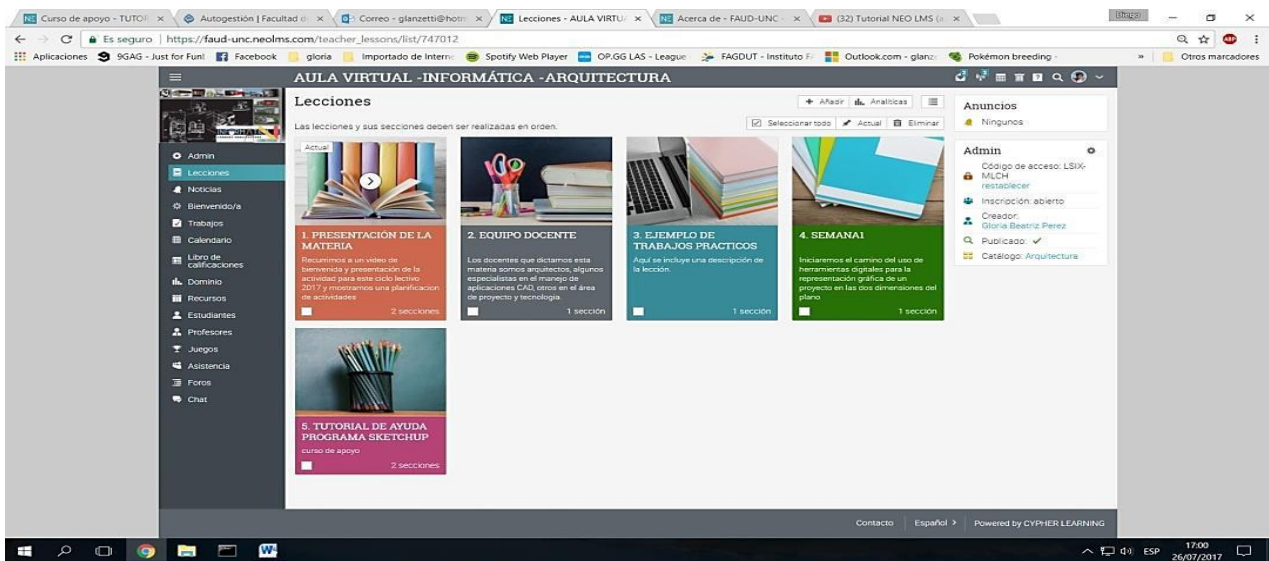 Curso de apoyo - TUTOR
Autogestión | Facultad d
Correo - glanzetti@hotm
Lecciones - AULA VIRTU
Acerca de - FAUD-UNC -
(32) Tutorial NEO LMS (a
Es seguro
https://faud-unc.neolms.com/teacher_lessons/list/747012
Aplicaciones
9GAG - Just for Fun!
Facebook
gloria
Importado de Interne
Spotify Web Player
OP.GG LAS - League
FAGDUT - Instituto F
Outlook.com - glanz
Pokémon breeding -
»
Otros marcadores
AULA VIRTUAL -INFORMÁTICA -ARQUITECTURA
Admin
Lecciones
Noticias
Bienvenido/a
Trabajos
Calendario
Libro de
calificaciones
Dominio
Recursos
Estudiantes
Profesores
Juegos
Asistencia
Foros
Chat
Lecciones
Añadir
Analíticas
Las lecciones y sus secciones deben ser realizadas en orden.
Seleccionar todo
Actual
Eliminar
Actual
1. PRESENTACIÓN DE LA
MATERIA
Recurrimos a un video de
bienvenida y presentación de la
actividad para este ciclo lectivo
2017 y mostramos una planificacion
de actividades
2 secciones
2. EQUIPO DOCENTE
Los docentes que dictamos esta
materia somos arquitectos, algunos
especialistas en el manejo de
aplicaciones CAD, otros en el área
de proyecto y tecnología.
1 sección
3. EJEMPLO DE
TRABAJOS PRACTICOS
Aquí se incluye una descripción de
la lección.
1 sección
4. SEMANA1
Iniciaremos el camino del uso de
herramientas digitales para la
representación gráfica de un
proyecto en las dos dimensiones del
plano
1 sección
5. TUTORIAL DE AYUDA
PROGRAMA SKETCHUP
curso de apoyo
2 secciones
Anuncios
Ningunos
Admin
Código de acceso: LSIX-
MLCH
restablecer
Inscripción: abierto
Creador:
Gloria Beatriz Perez
Publicado: ✓
Catálogo: Arquitectura
Contacto
Español >
Powered by CYPHER LEARNING
ESP
17:00
26/07/2017